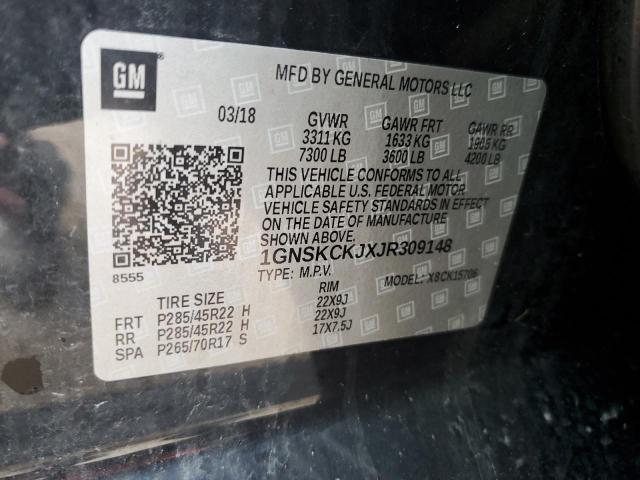 GM
MFD BY GENERAL MOTORS LLC
03/18 GVWR GAWR FRT GAWR RR
3311 KG 1633 KG 1905 KG
7300 LB 3600 LB 4200 LB
THIS VEHICLE CONFORMS TO ALL
APPLICABLE U.S. FEDERAL MOTOR
VEHICLE SAFETY STANDARDS IN EFFECT
ON THE DATE OF MANUFACTURE
SHOWN ABOVE.
1GNSKCKJXJR309148
8555
TYPE: M.P.V. MODEL: X8CK15706
TIRE SIZE RIM
FRT P285/45R22 H 22X9J
RR P285/45R22 H 22X9J
SPA P265/70R17 S 17X7.5J